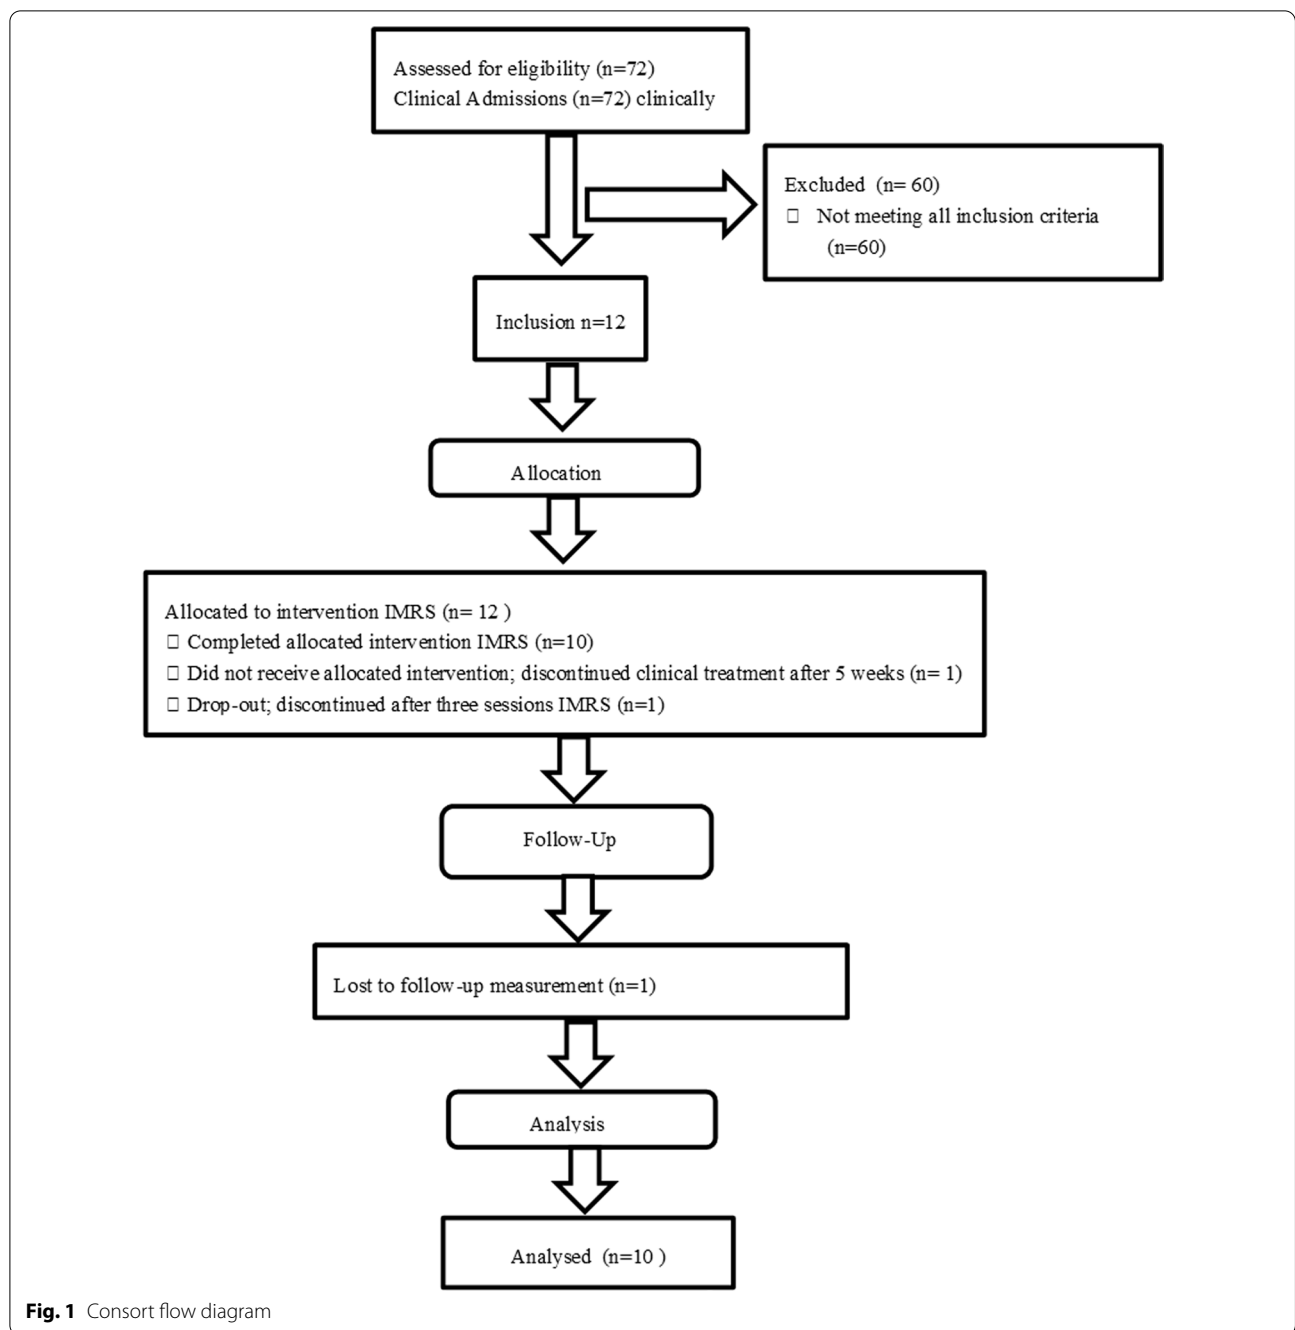 Assessed for eligibility (n=72)
Clinical Admissions (n=72) clinically
Excluded (n= 60)
□ Not meeting all inclusion criteria
(n=60)
Inclusion n=12
Allocation
Allocated to intervention IMRS (n= 12 )
□ Completed allocated intervention IMRS (n=10)
□ Did not receive allocated intervention; discontinued clinical treatment after 5 weeks (n= 1)
□ Drop-out; discontinued after three sessions IMRS (n=1)
Follow-Up
Lost to follow-up measurement (n=1)
Analysis
Analysed (n=10 )
Fig. 1 Consort flow diagram